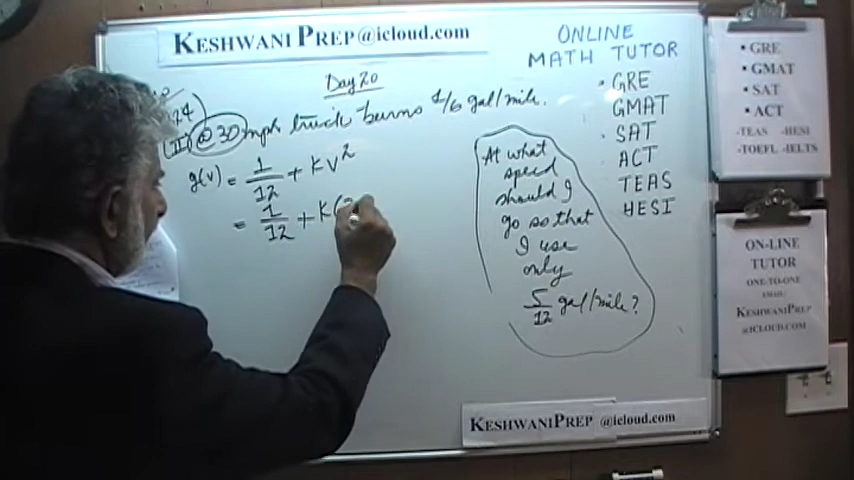 KESHWANI PREP@icloud.com
Day 20
24)
(II) @ 30 mph truck burns 1/6 gal/mile.
g(v) = 1/12 + KV²
= 1/12 + K(
At what
speed
should I
go so that
I use
only
5/12 gal/mile?
ONLINE
MATH TUTOR
• GRE
GMAT
• SAT
ACT
TEAS
HESI
• GRE
• GMAT
• SAT
• ACT
-TEAS -HESI
-TOEFL -IELTS
ON-LINE
TUTOR
ONE-TO-ONE
EMAIL:
KESHWANIPREP
@ICLOUD.COM
KESHWANIPREP @icloud.com